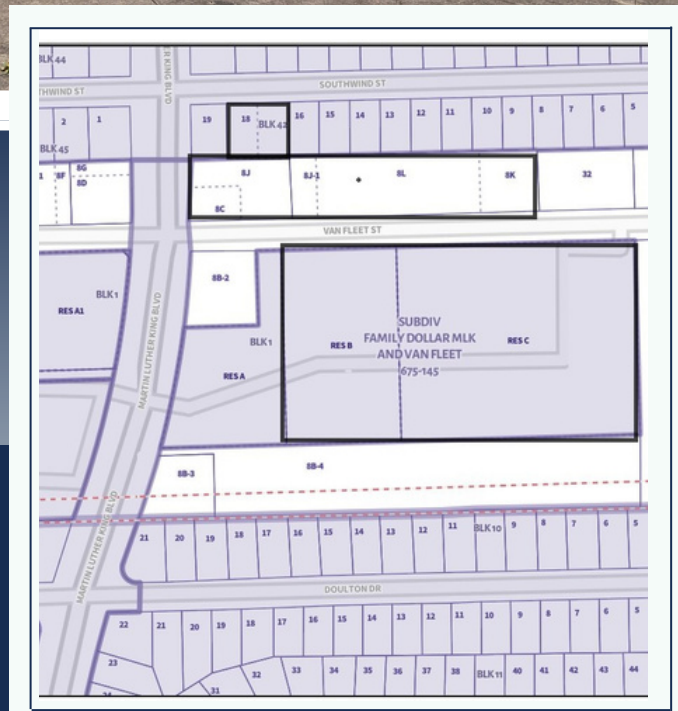 BLK 44
ER KING BLVD
SOUTHWIND ST
THWIND ST
2
1
19
18
BLK 42
16
15
14
13
12
11
10
9
8
7
6
5
BLK 45
8F
8G
8D
8J
8J-1
8L
8K
32
8C
VAN FLEET ST
8B-2
BLK 1
RES A1
MARTIN LUTHER KING BLVD
BLK 1
RES A
RES B
SUBDIV
FAMILY DOLLAR MLK
AND VAN FLEET
675-145
RES C
8B-3
8B-4
MARTIN LUTHER KING BLVD
21
20
19
18
17
16
15
14
13
12
11
BLK 10
9
8
7
6
5
DOULTON DR
22
21
20
19
18
17
16
15
14
13
12
11
10
9
8
7
6
5
23
32
33
34
35
36
37
38
BLK 11
40
41
42
43
44
31